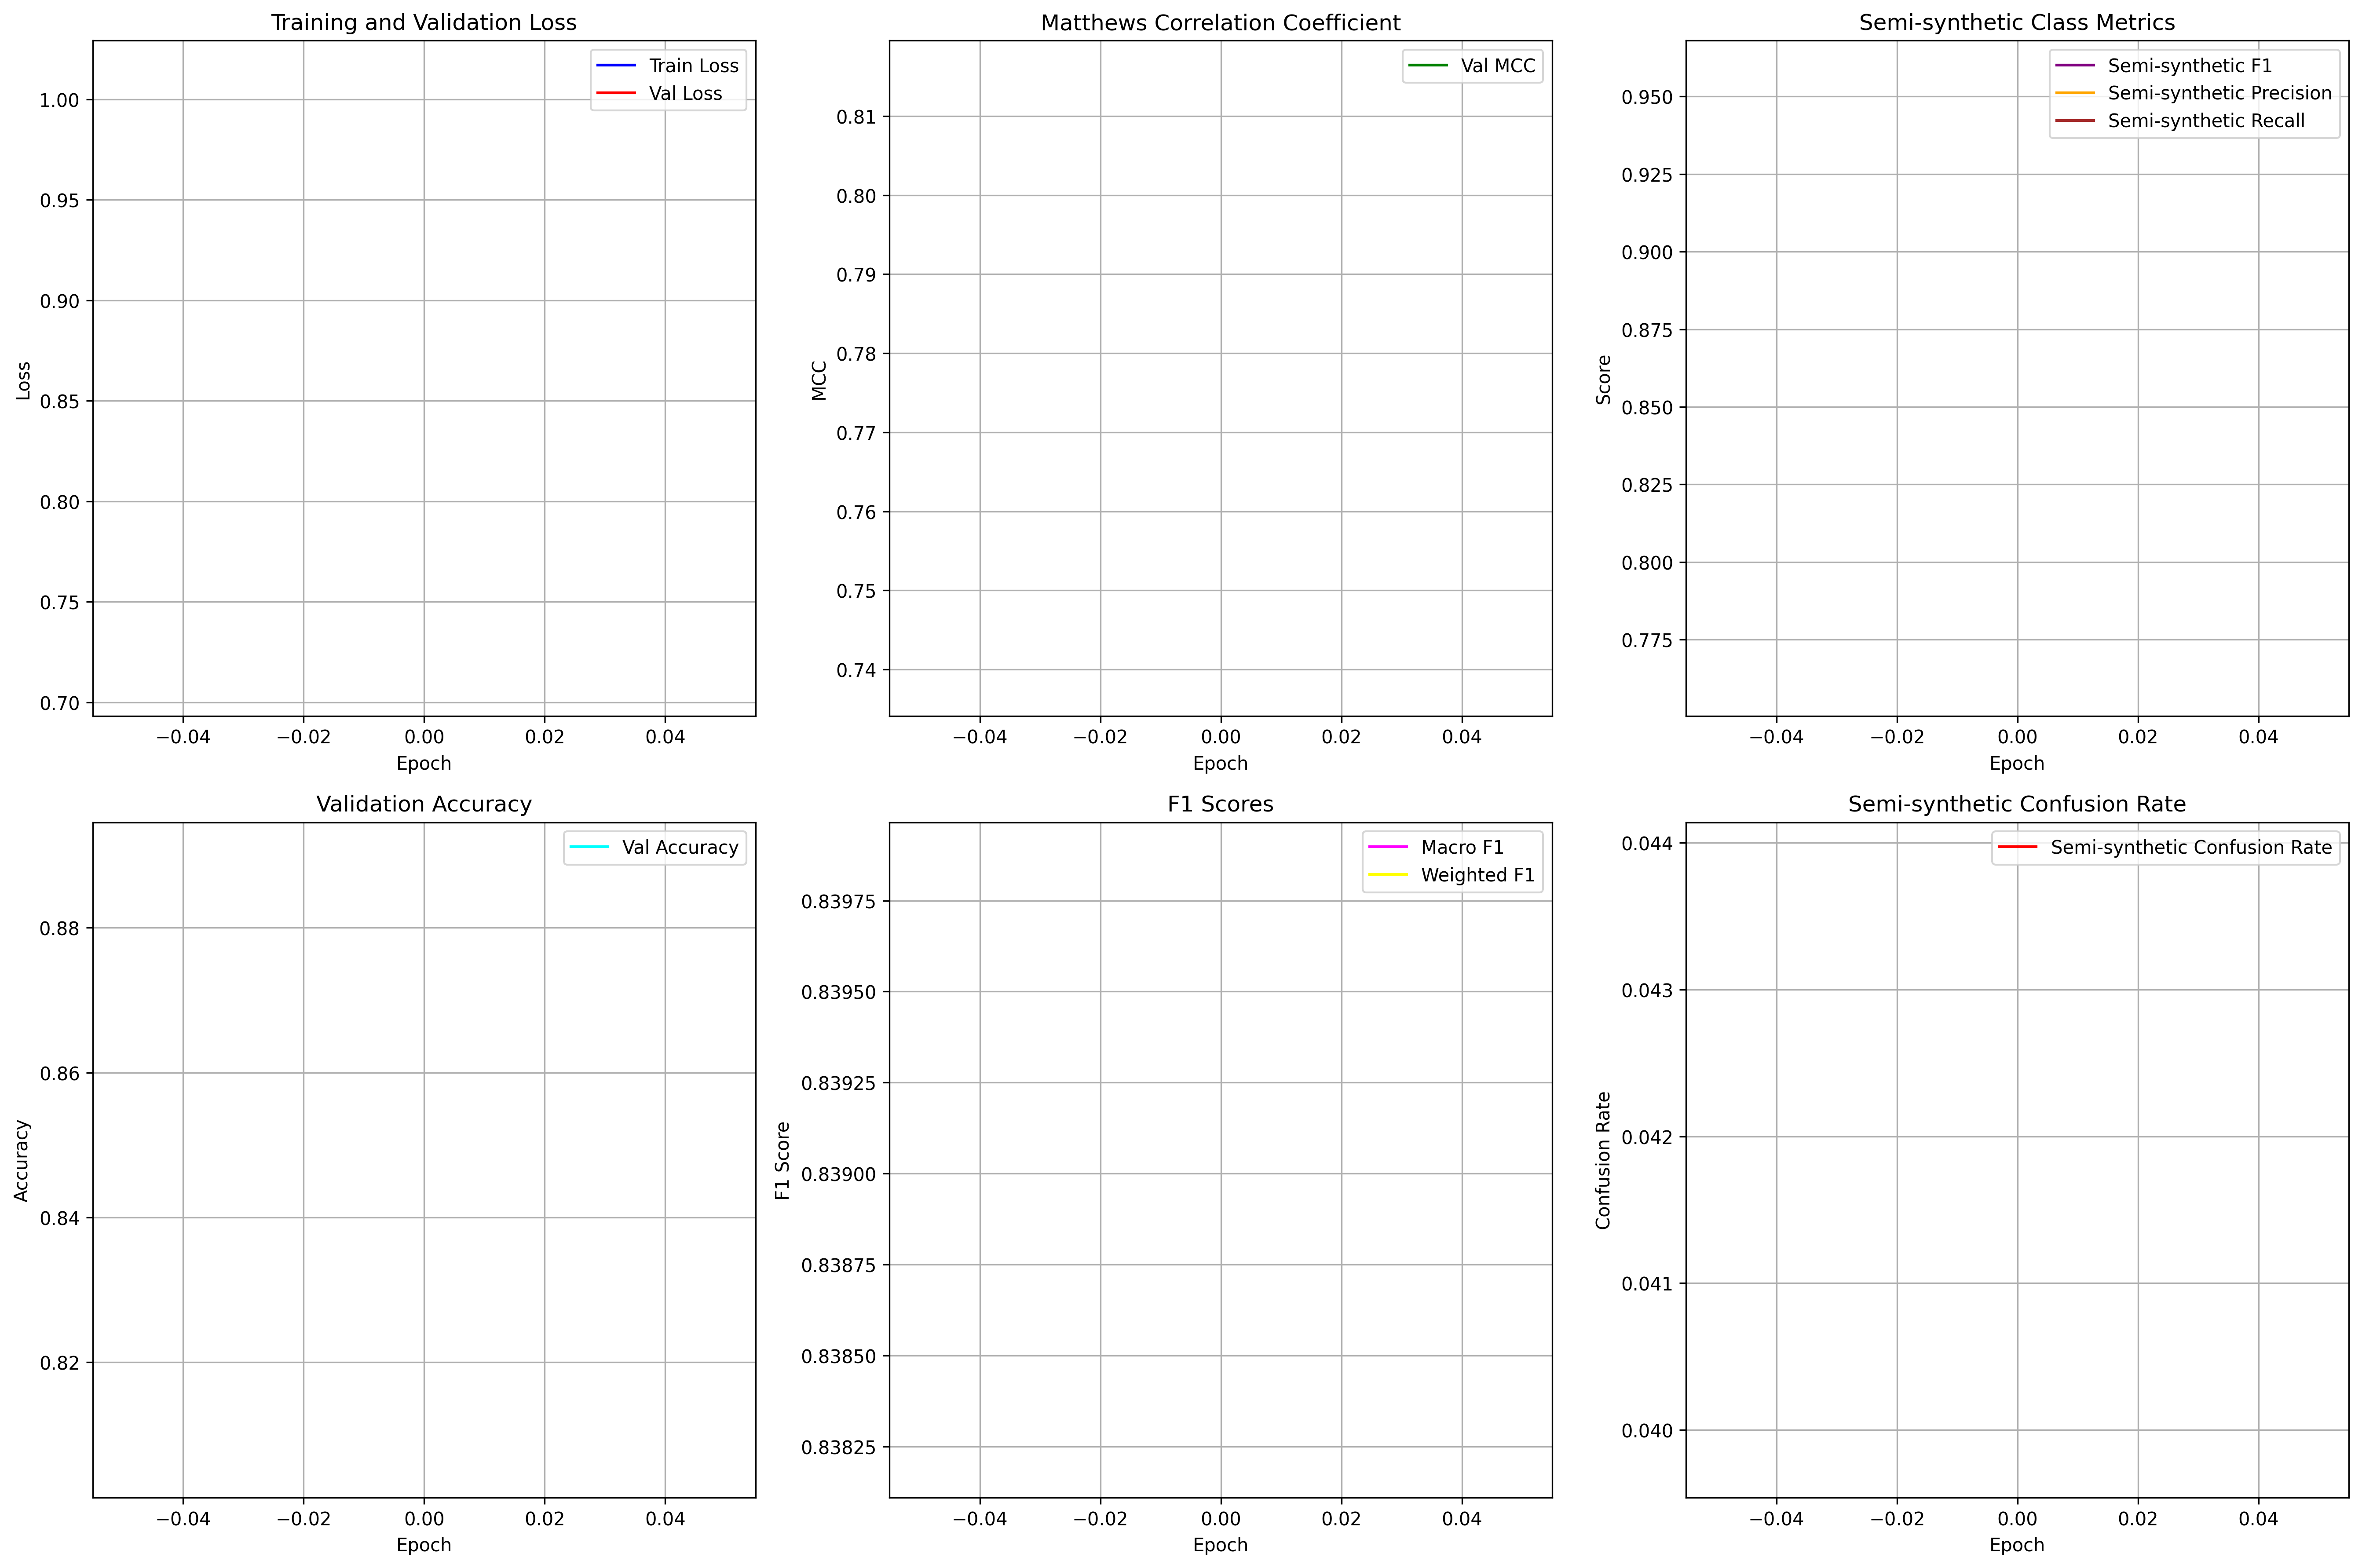 Training and Validation Loss
Train Loss
Val Loss
1.00
0.95
0.90
0.85
0.80
0.75
0.70
Loss
−0.04 −0.02 0.00 0.02 0.04
Epoch
Matthews Correlation Coefficient
Val MCC
0.81
0.80
0.79
0.78
0.77
0.76
0.75
0.74
MCC
−0.04 −0.02 0.00 0.02 0.04
Epoch
Semi-synthetic Class Metrics
Semi-synthetic F1
Semi-synthetic Precision
Semi-synthetic Recall
0.950
0.925
0.900
0.875
0.850
0.825
0.800
0.775
Score
−0.04 −0.02 0.00 0.02 0.04
Epoch
Validation Accuracy
Val Accuracy
0.88
0.86
0.84
0.82
Accuracy
−0.04 −0.02 0.00 0.02 0.04
Epoch
F1 Scores
Macro F1
Weighted F1
0.83975
0.83950
0.83925
0.83900
0.83875
0.83850
0.83825
F1 Score
−0.04 −0.02 0.00 0.02 0.04
Epoch
Semi-synthetic Confusion Rate
Semi-synthetic Confusion Rate
0.044
0.043
0.042
0.041
0.040
Confusion Rate
−0.04 −0.02 0.00 0.02 0.04
Epoch